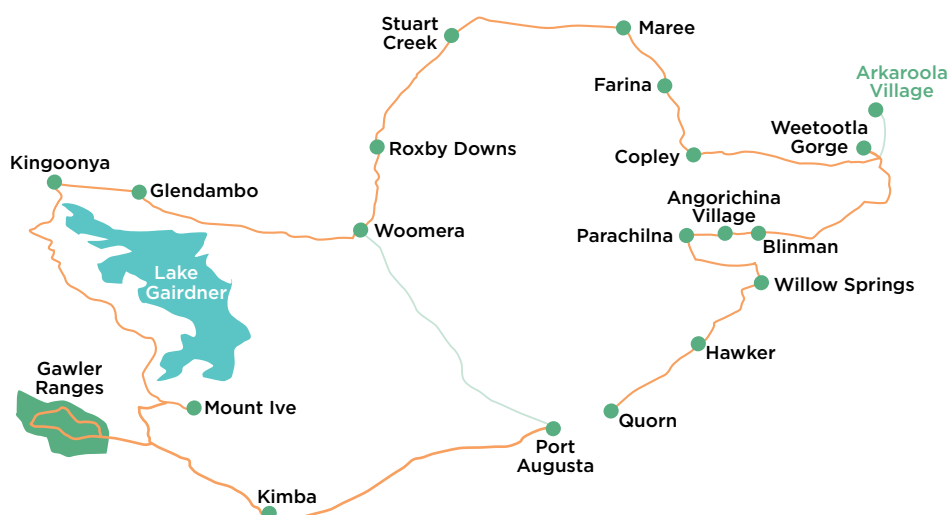 Stuart
Creek
Maree
Farina
Arkaroola
Village
Weetootla
Gorge
Copley
Roxby Downs
Kingoonya
Glendambo
Woomera
Angorichina
Village
Parachilna
Blinman
Willow Springs
Lake
Gairdner
Hawker
Gawler
Ranges
Mount Ive
Quorn
Port
Augusta
Kimba